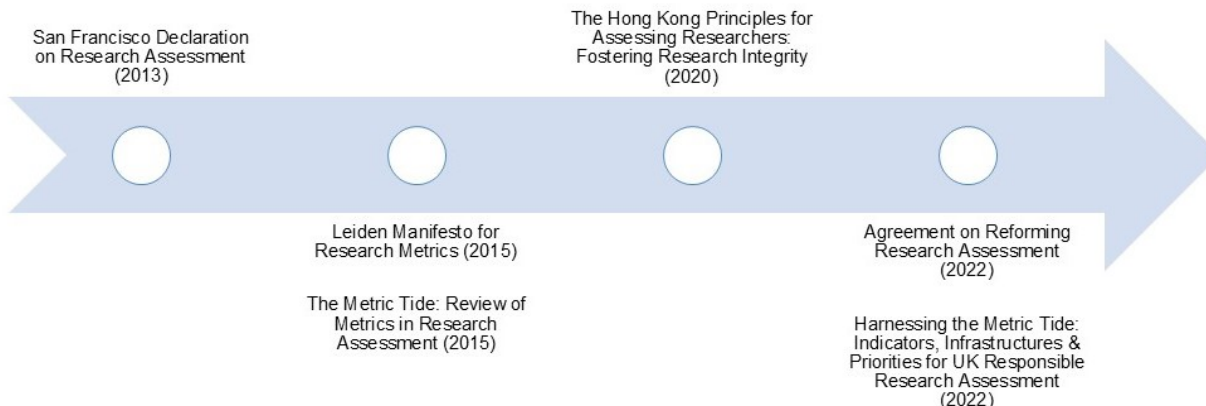 San Francisco Declaration
on Research Assessment
(2013)
The Hong Kong Principles for
Assessing Researchers:
Fostering Research Integrity
(2020)
Leiden Manifesto for
Research Metrics (2015)
The Metric Tide: Review of
Metrics in Research
Assessment (2015)
Agreement on Reforming
Research Assessment
(2022)
Harnessing the Metric Tide:
Indicators, Infrastructures &
Priorities for UK Responsible
Research Assessment
(2022)